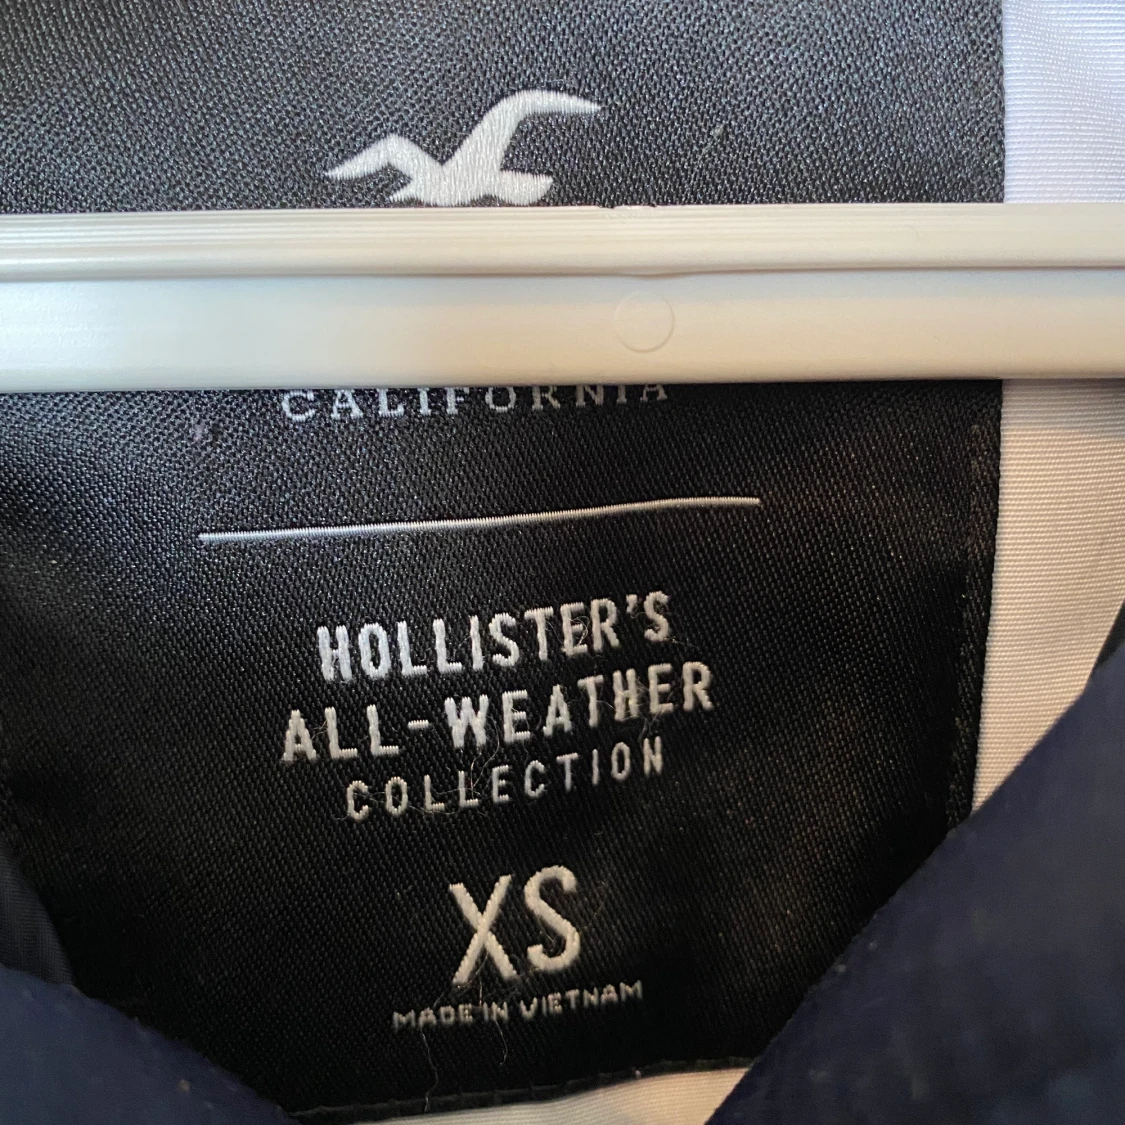 CALIFORNIA
HOLLISTER'S
ALL-WEATHER
COLLECTION
XS
MADE IN VIETNAM